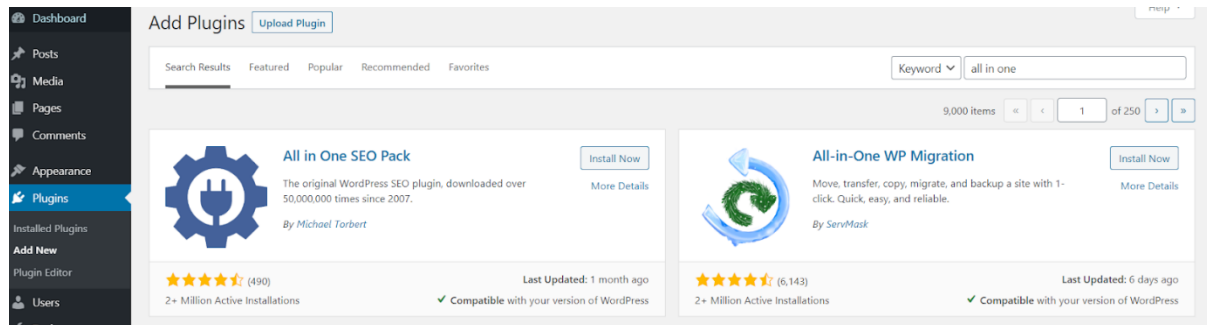 Dashboard
Posts
Media
Pages
Comments
Appearance
Plugins
Installed Plugins
Add New
Plugin Editor
Users
Help
Add Plugins Upload Plugin
Search Results Featured Popular Recommended Favorites Keyword all in one
9,000 items « ‹ 1 of 250 › »
All in One SEO Pack
Install Now
The original WordPress SEO plugin, downloaded over
50,000,000 times since 2007.
More Details
By Michael Torbert
(490)
Last Updated: 1 month ago
2+ Million Active Installations
✔ Compatible with your version of WordPress
All-in-One WP Migration
Install Now
Move, transfer, copy, migrate, and backup a site with 1-
click. Quick, easy, and reliable.
More Details
By ServMask
(6,143)
Last Updated: 6 days ago
2+ Million Active Installations
✔ Compatible with your version of WordPress